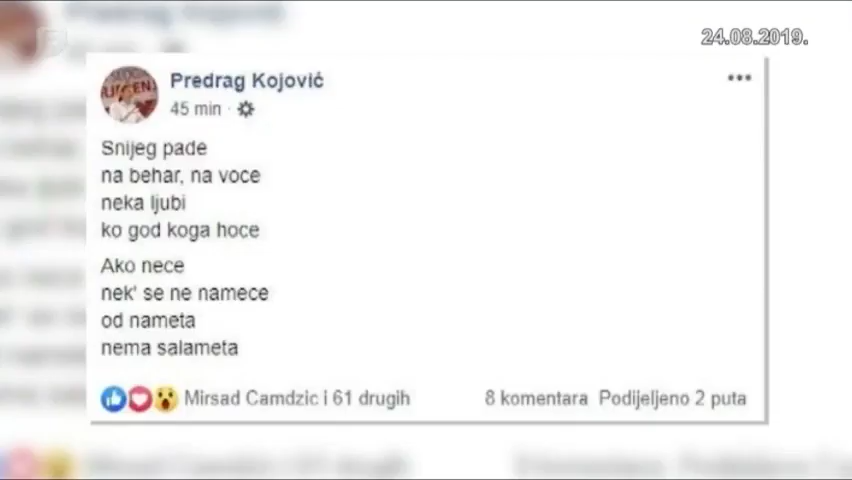 24.08.2019.
Predrag Kojović
45 min
Snijeg pade
na behar, na voce
neka ljubi
ko god koga hoce
Ako nece
nek' se ne namece
od nameta
nema salameta
Mirsad Camdzic i 61 drugih
8 komentara Podijeljeno 2 puta